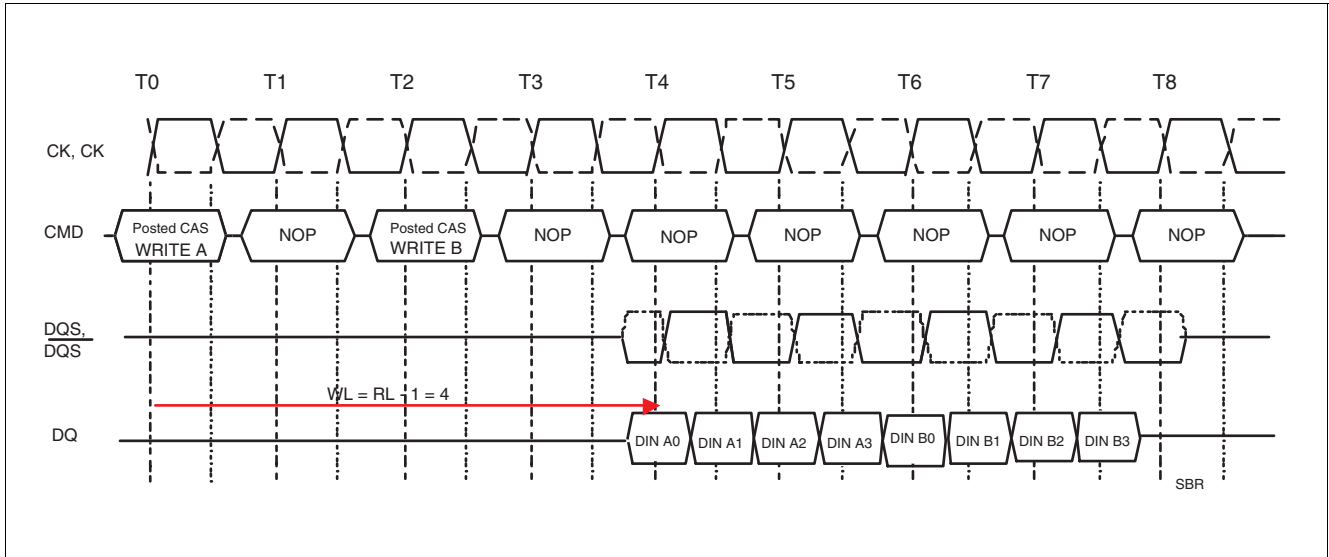 T0 T1 T2 T3 T4 T5 T6 T7 T8
CK, CK
CMD
Posted CAS
WRITE A
NOP
Posted CAS
WRITE B
NOP
NOP
NOP
NOP
NOP
NOP
DQS,
DQS
WL = RL - 1 = 4
DQ
DIN A0 DIN A1 DIN A2 DIN A3 DIN B0 DIN B1 DIN B2 DIN B3
SBR